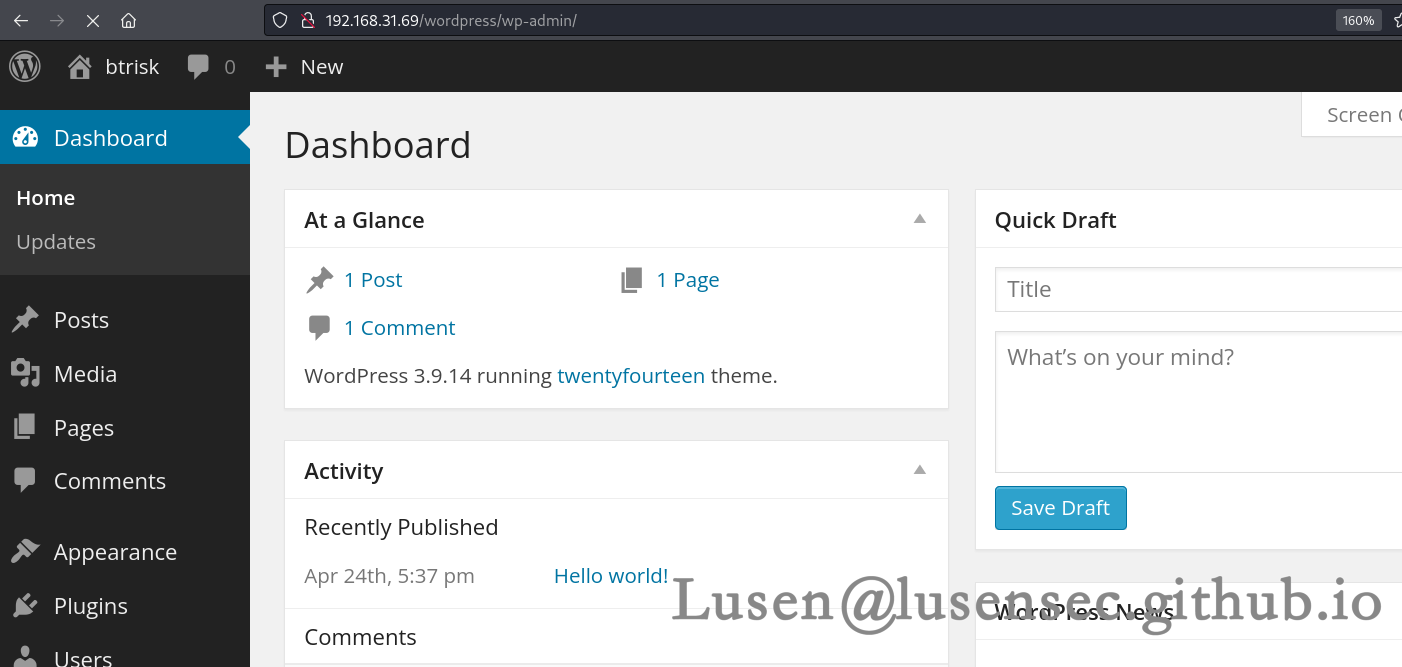 192.168.31.69/wordpress/wp-admin/
160%
btrisk
0
New
Dashboard
Home
Updates
Posts
Media
Pages
Comments
Appearance
Plugins
Users
Screen
Dashboard
At a Glance
1 Post
1 Page
1 Comment
WordPress 3.9.14 running twentyfourteen theme.
Activity
Recently Published
Apr 24th, 5:37 pm
Hello world!
Comments
Quick Draft
Title
What's on your mind?
Save Draft
WordPress News
Lusen@lusensec.github.io